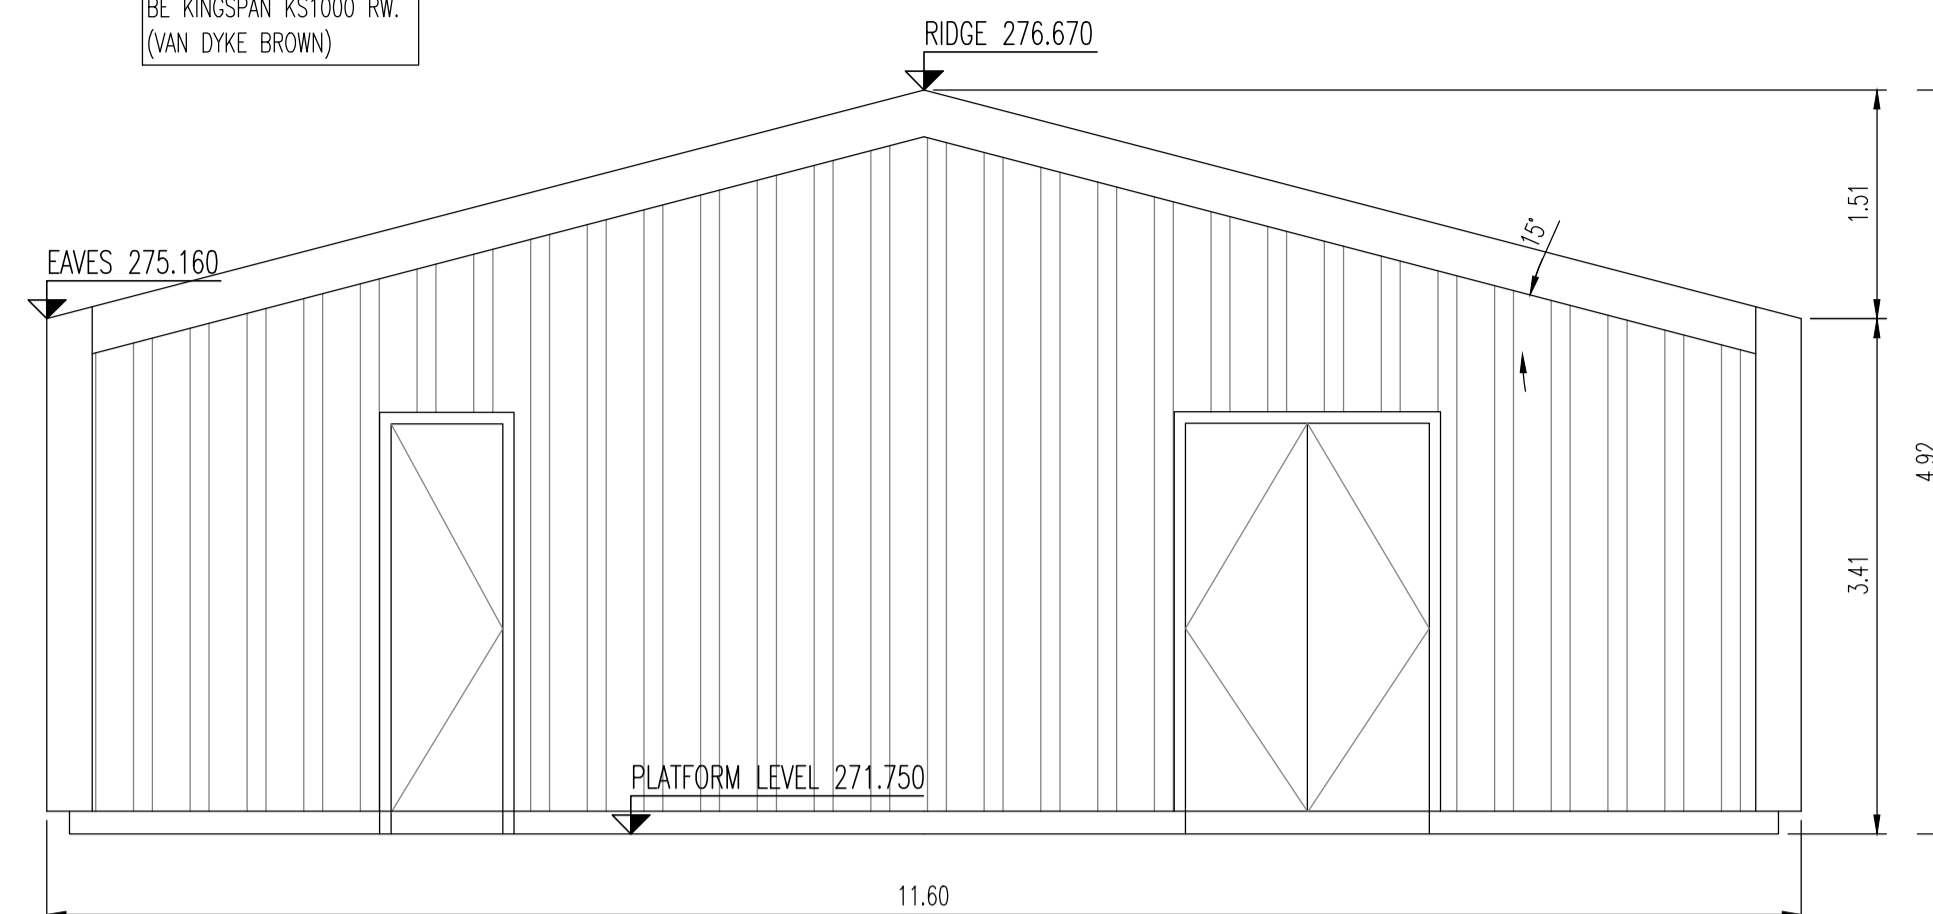 BE KINGSPAN KS1000 RW.
(VAN DYKE BROWN)
RIDGE 276.670
EAVES 275.160
15°
1.51
4.92
3.41
PLATFORM LEVEL 271.750
11.60